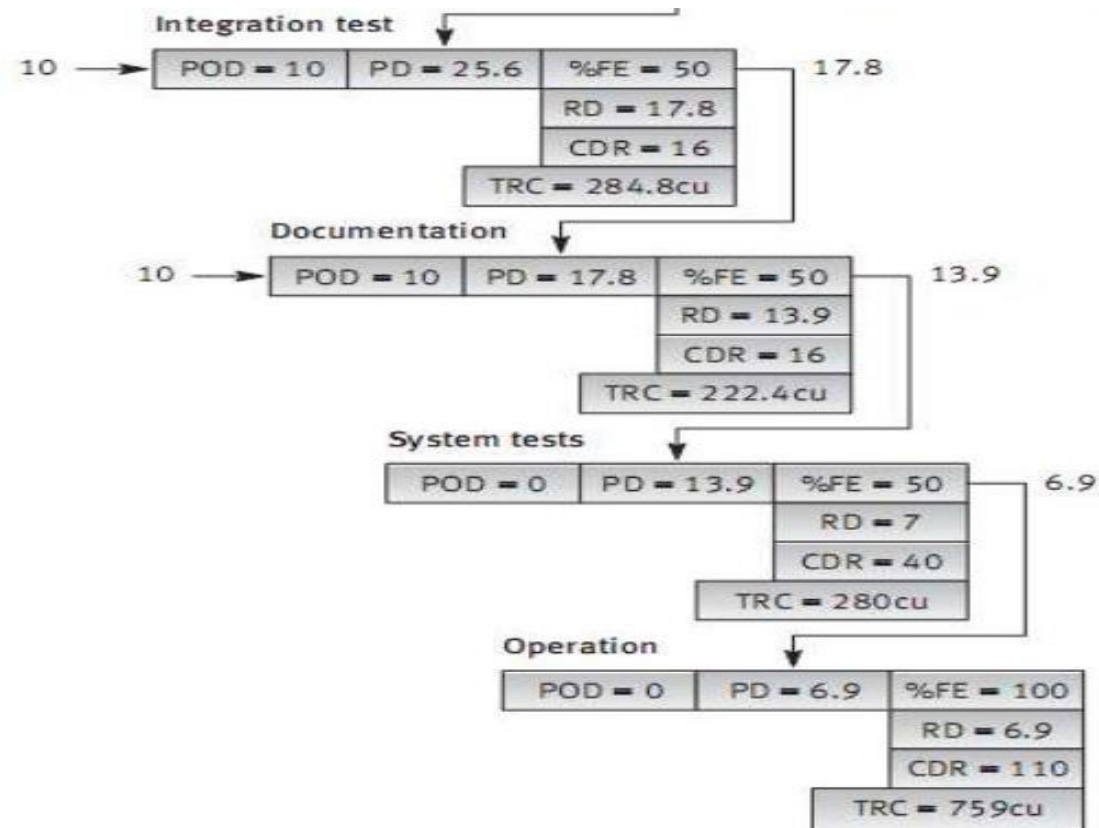 Integration test
10 POD = 10 PD = 25.6 %FE = 50 17.8
RD = 17.8
CDR = 16
TRC = 284.8cu
Documentation
10 POD = 10 PD = 17.8 %FE = 50 13.9
RD = 13.9
CDR = 16
TRC = 222.4cu
System tests
POD = 0 PD = 13.9 %FE = 50 6.9
RD = 7
CDR = 40
TRC = 280cu
Operation
POD = 0 PD = 6.9 %FE = 100
RD = 6.9
CDR = 110
TRC = 759cu